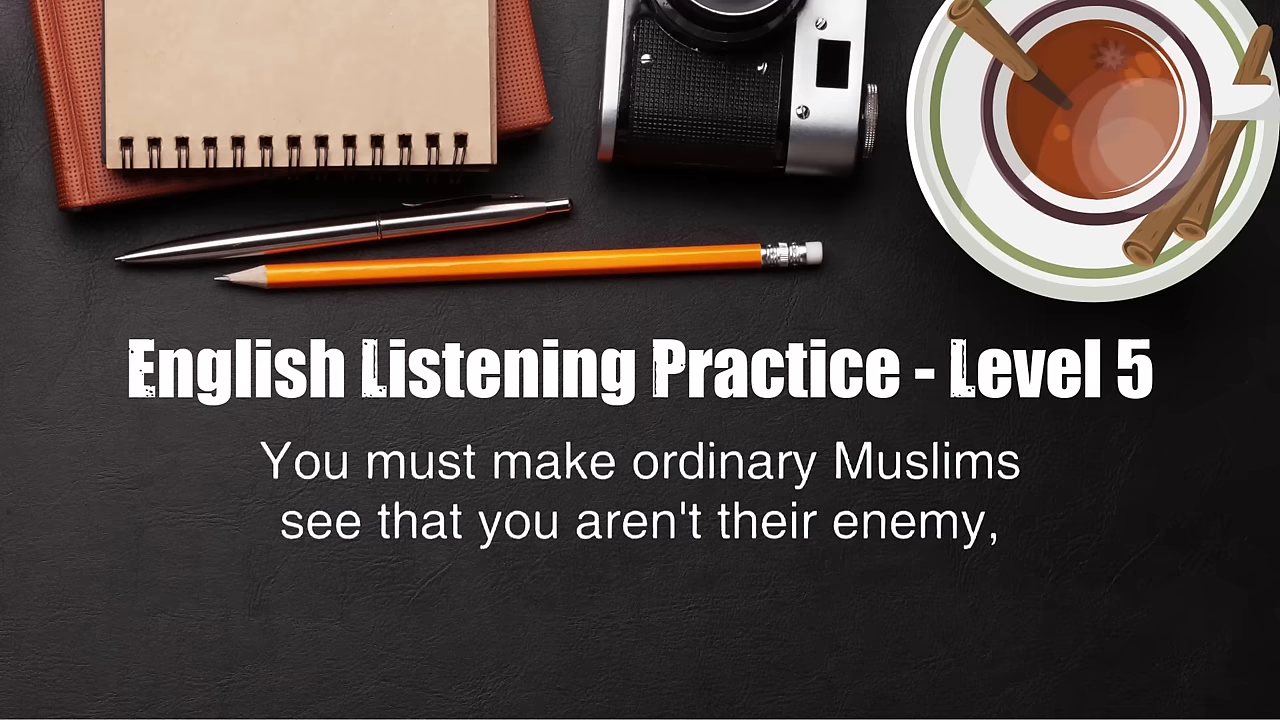 English Listening Practice - Level 5
You must make ordinary Muslims
see that you aren't their enemy,